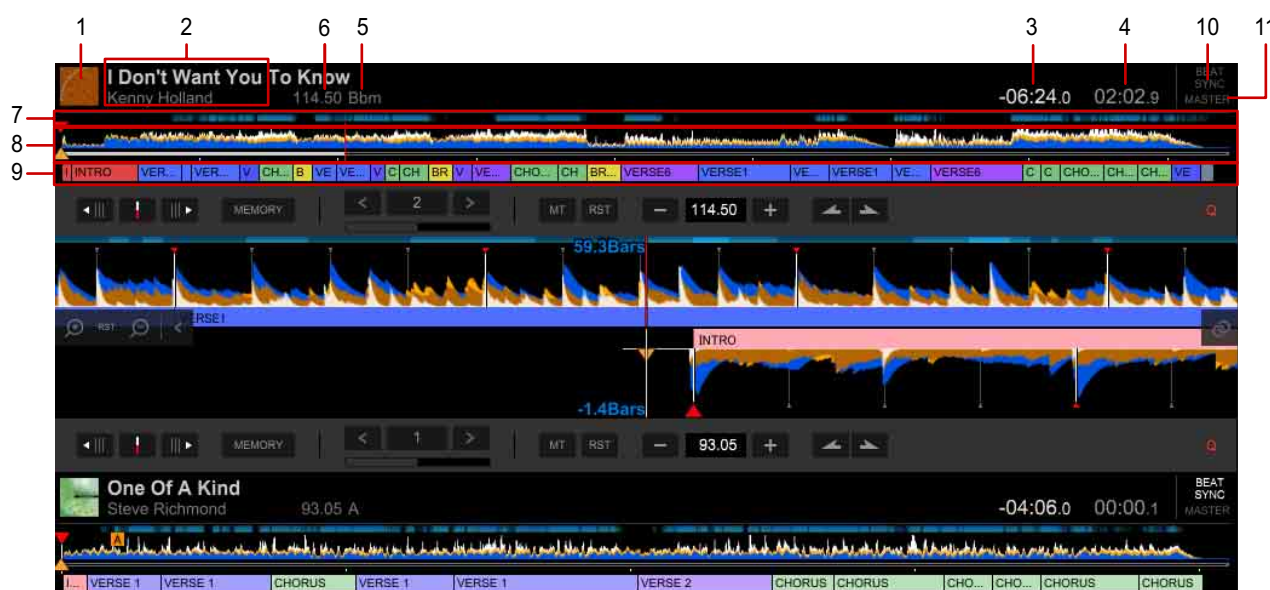 1 2 6 5 3 4 10 11
I Don't Want You To Know
BEAT
SYNC
Kenny Holland 114.50 Bbm -06:24.0 02:02.9 MASTER
7
8
9
I INTRO VER... VER... V CH... B VE VE... V C CH BR V VE... CHO... CH BR... VERSE6 VERSE1 VE... VERSE1 VE... VERSE6 C C CHO... CH... CH... VE
MEMORY < 2 > MT RST − 114.50 + Q
59.3Bars
VERSE1
RST <
INTRO
-1.4Bars
MEMORY < 1 > MT RST − 93.05 + Q
One Of A Kind
BEAT
SYNC
Steve Richmond 93.05 A -04:06.0 00:00.1 MASTER
A
I... VERSE 1 VERSE 1 CHORUS VERSE 1 VERSE 1 VERSE 2 CHORUS CHORUS CHO... CHO... CHORUS CHORUS